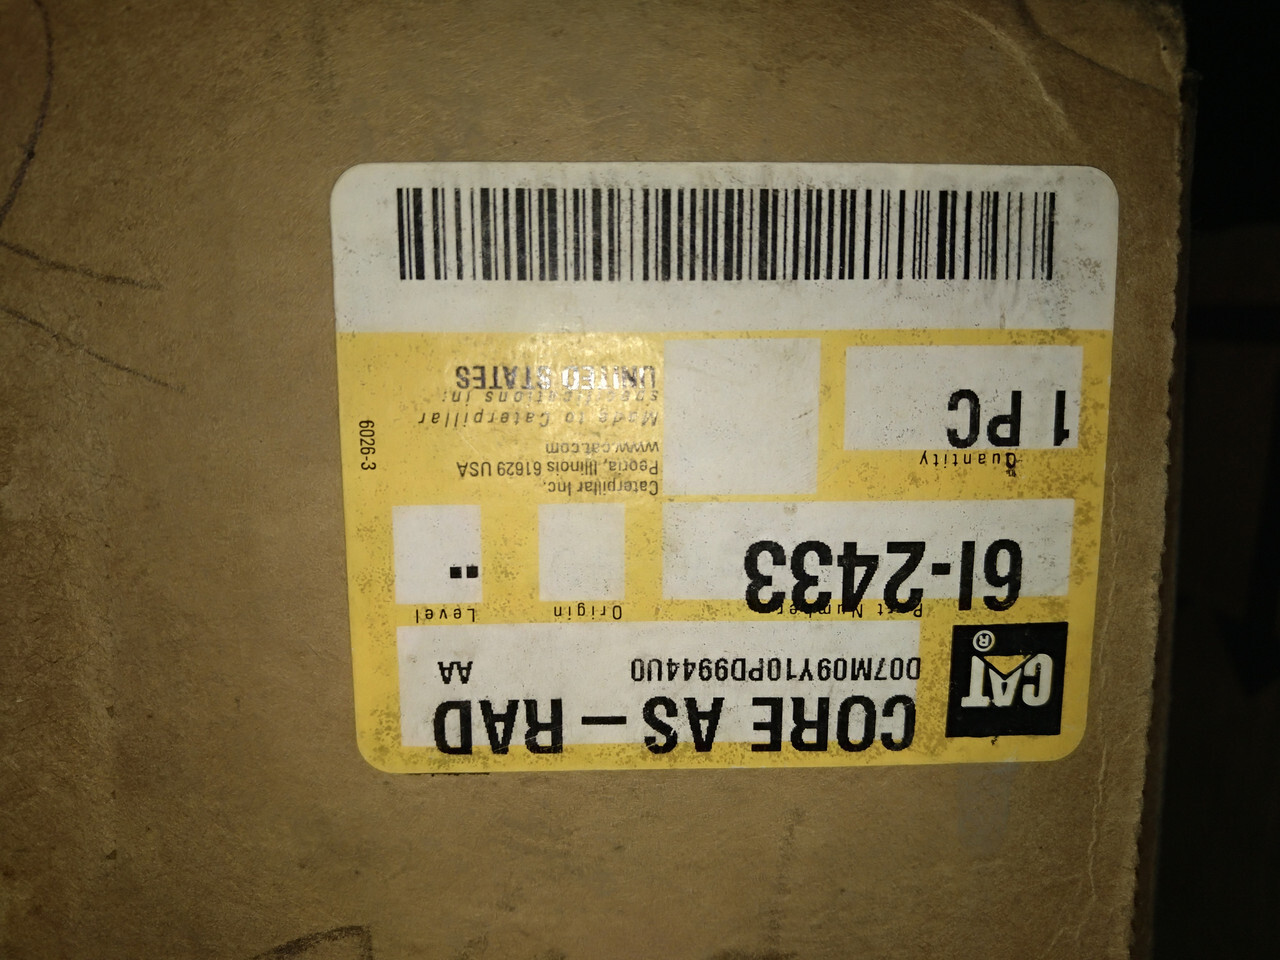 CAT®
CORE AS – RAD
D07M09Y10PD9944U0 AA
Part Number Origin Level
6I-2433 "
Quantity
1 PC
Caterpillar Inc.
Peoria, Illinois 61629 USA
www.cat.com
Made to Caterpillar
specifications in:
UNITED STATES
6026-3